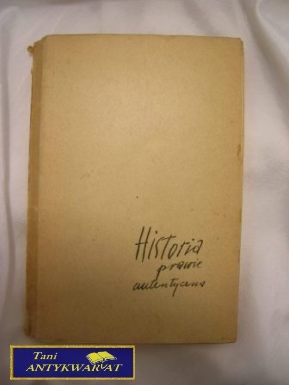 Historia
prawie
autentyczna
Tani
ANTYKWARIAT